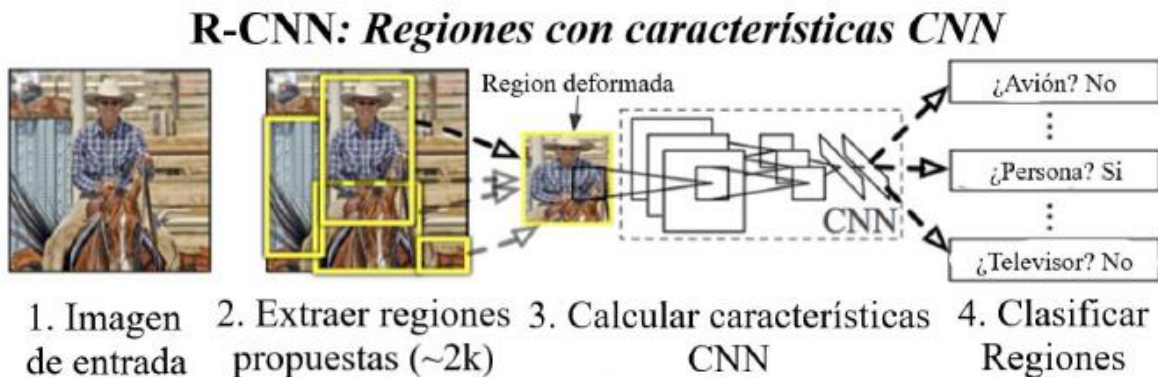 R-CNN: Regiones con características CNN
Region deformada
CNN
¿Avión? No
¿Persona? Si
¿Televisor? No
1. Imagen
de entrada
2. Extraer regiones
propuestas (~2k)
3. Calcular características
CNN
4. Clasificar
Regiones